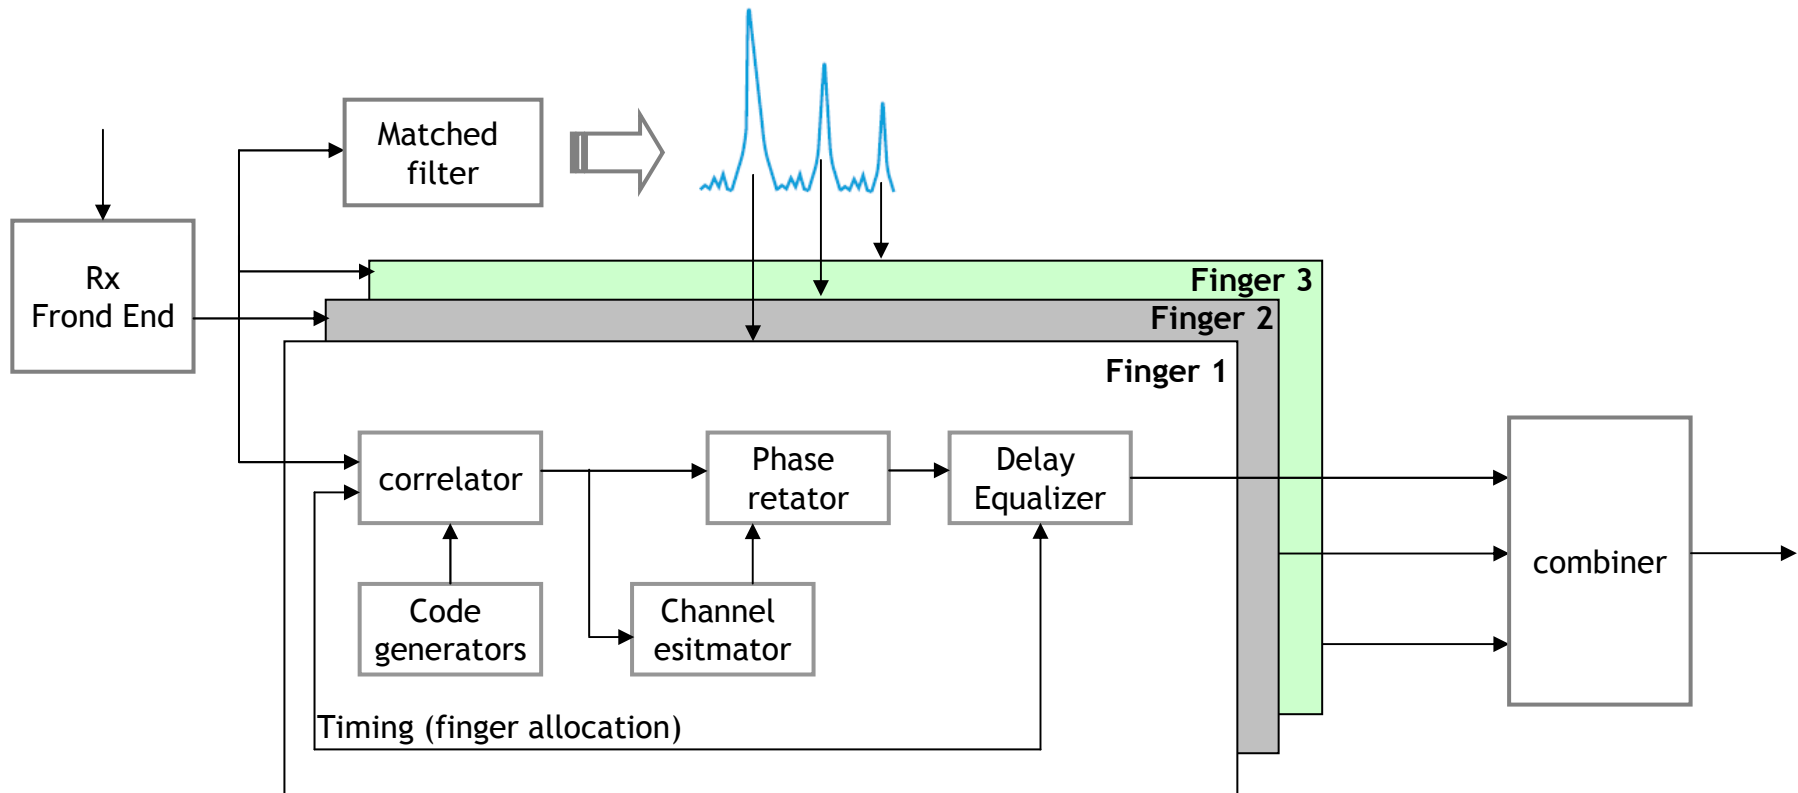 Matched
filter
Rx
Frond End
Finger 3
Finger 2
Finger 1
correlator
Phase
retator
Delay
Equalizer
combiner
Code
generators
Channel
esitmator
Timing (finger allocation)